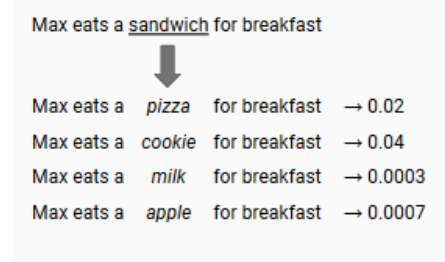 Max eats a sandwich for breakfast
Max eats a pizza for breakfast → 0.02
Max eats a cookie for breakfast → 0.04
Max eats a milk for breakfast → 0.0003
Max eats a apple for breakfast → 0.0007